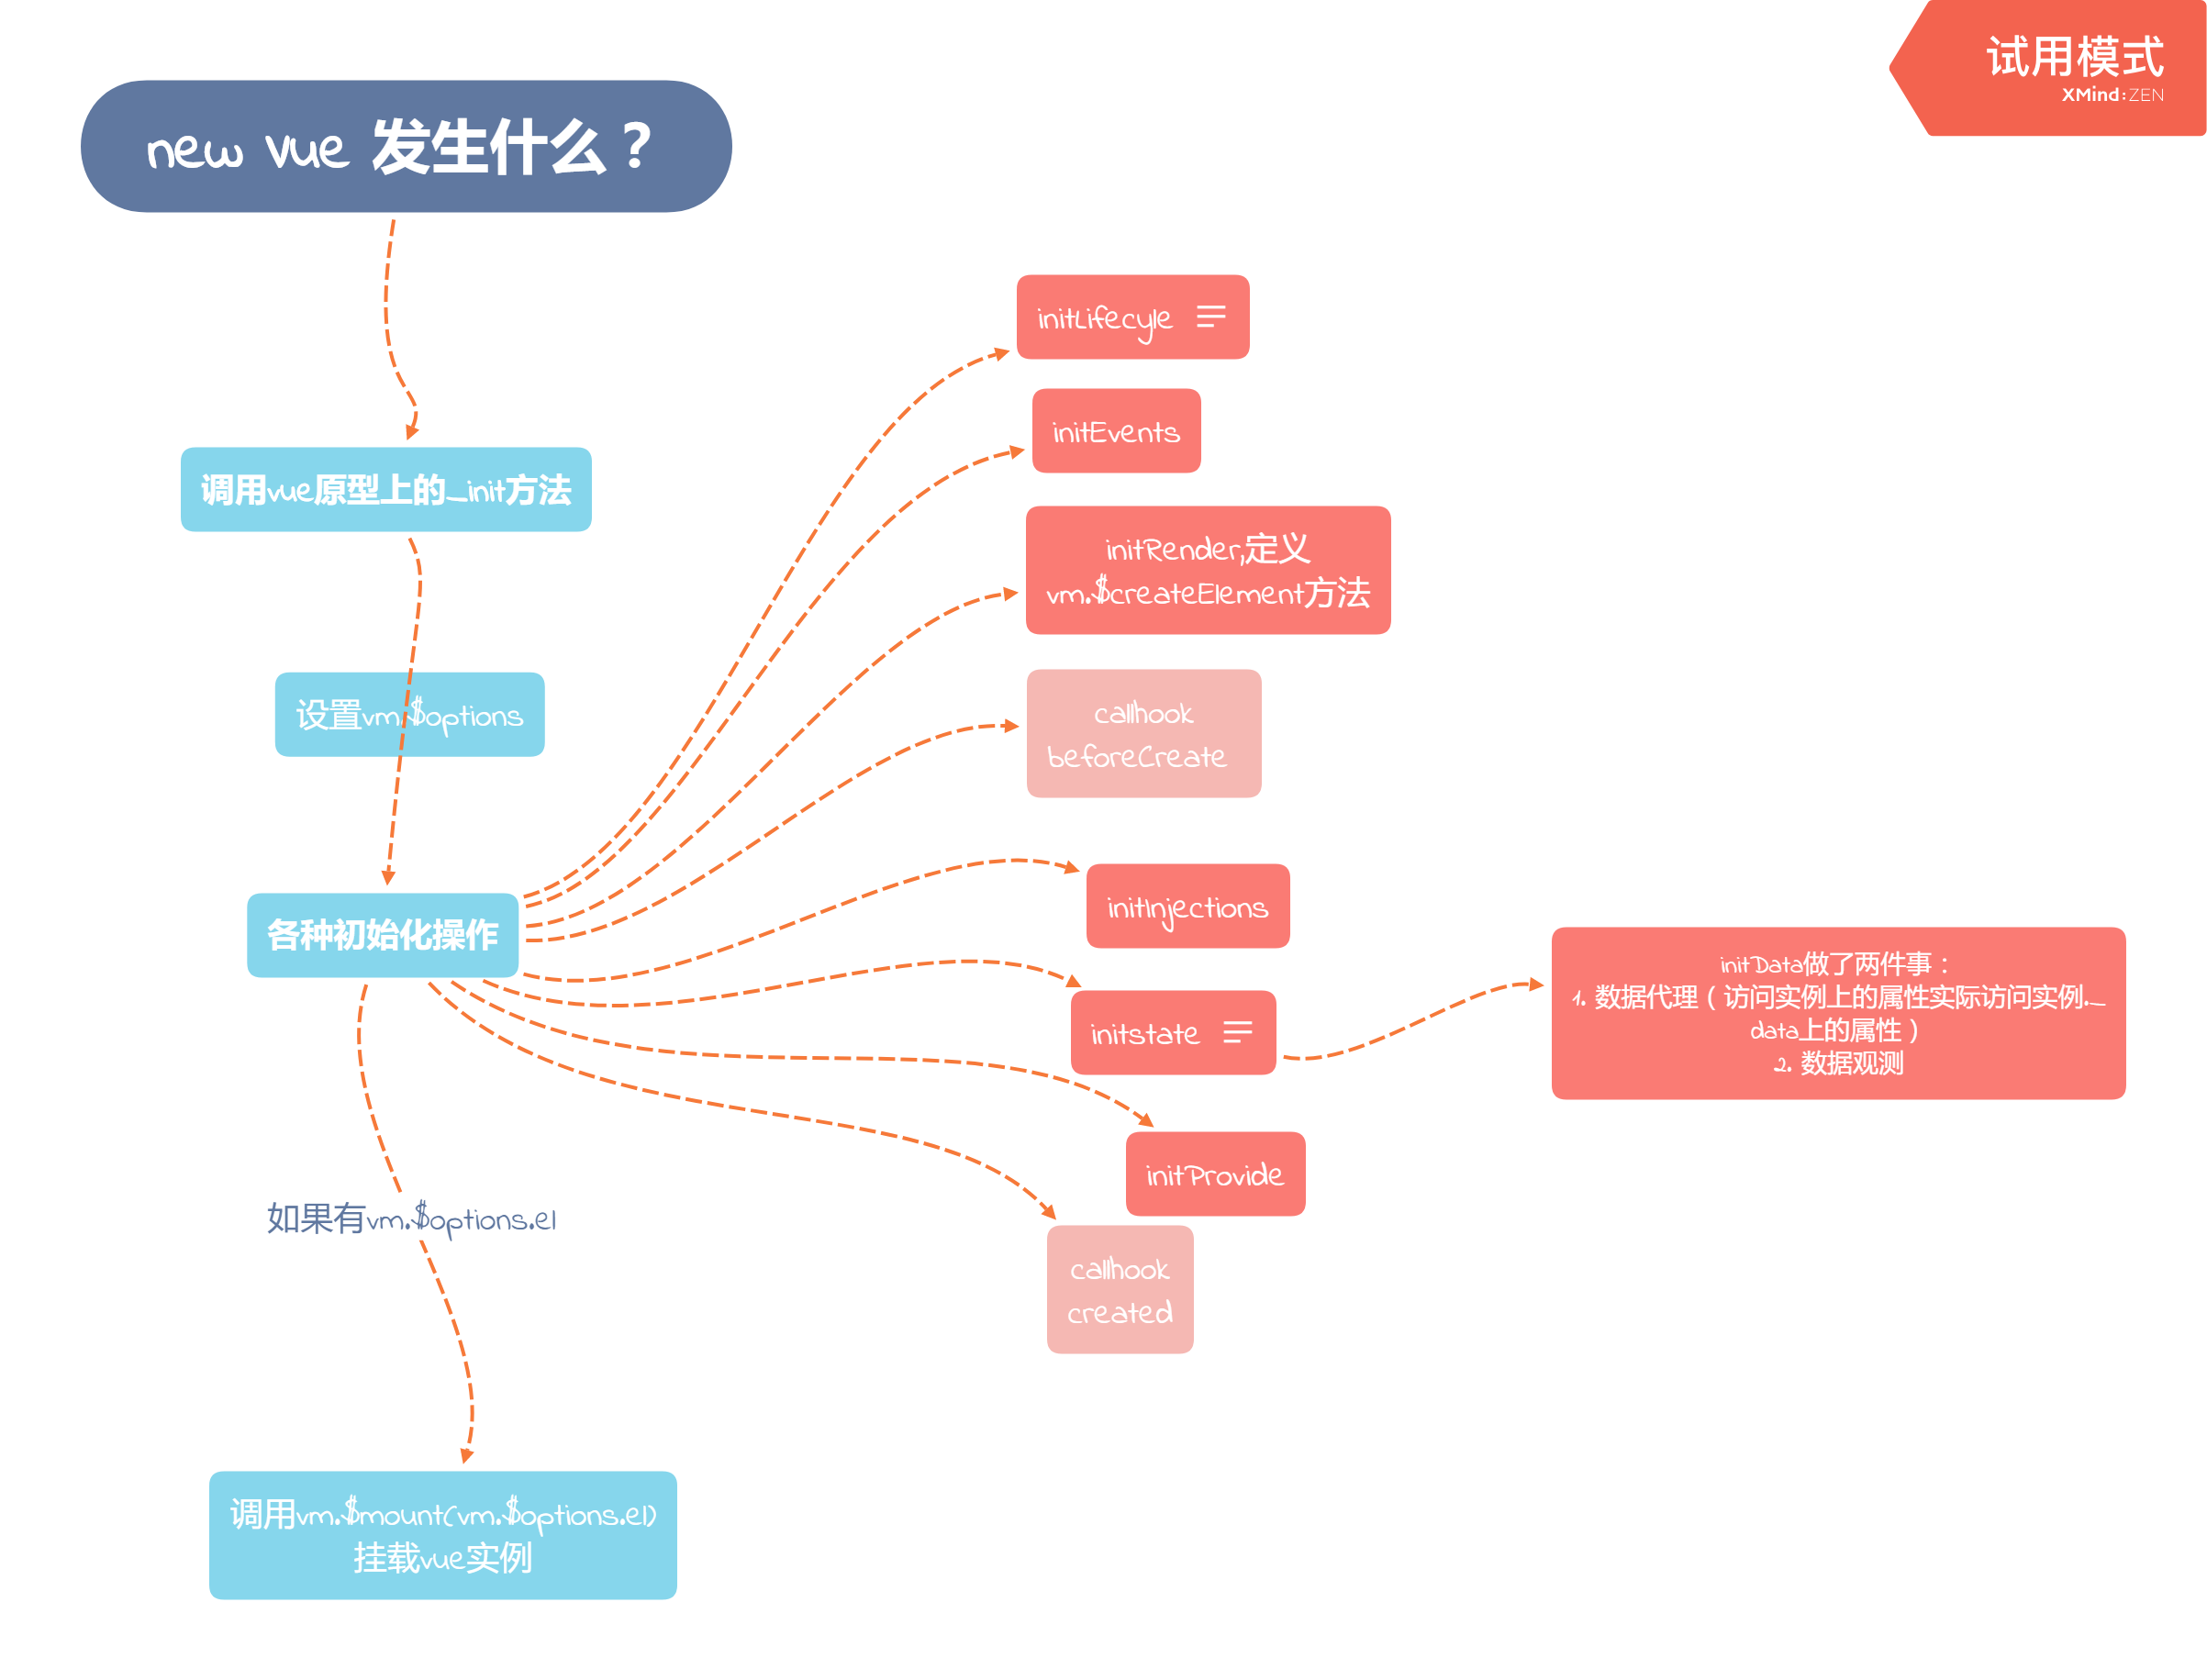 试用模式
XMind:ZEN
new vue 发生什么？
initLifecyle
initEvents
调用vue原型上的_init方法
initRender,定义
vm.$createElement方法
设置vm.$options
callhook
beforeCreate
各种初始化操作
initInjections
initData做了两件事：
1. 数据代理（访问实例上的属性实际访问实例._
data上的属性）
2. 数据观测
initstate
initProvide
如果有vm.$options.el
callhook
created
调用vm.$mount(vm.$options.el)
挂载vue实例